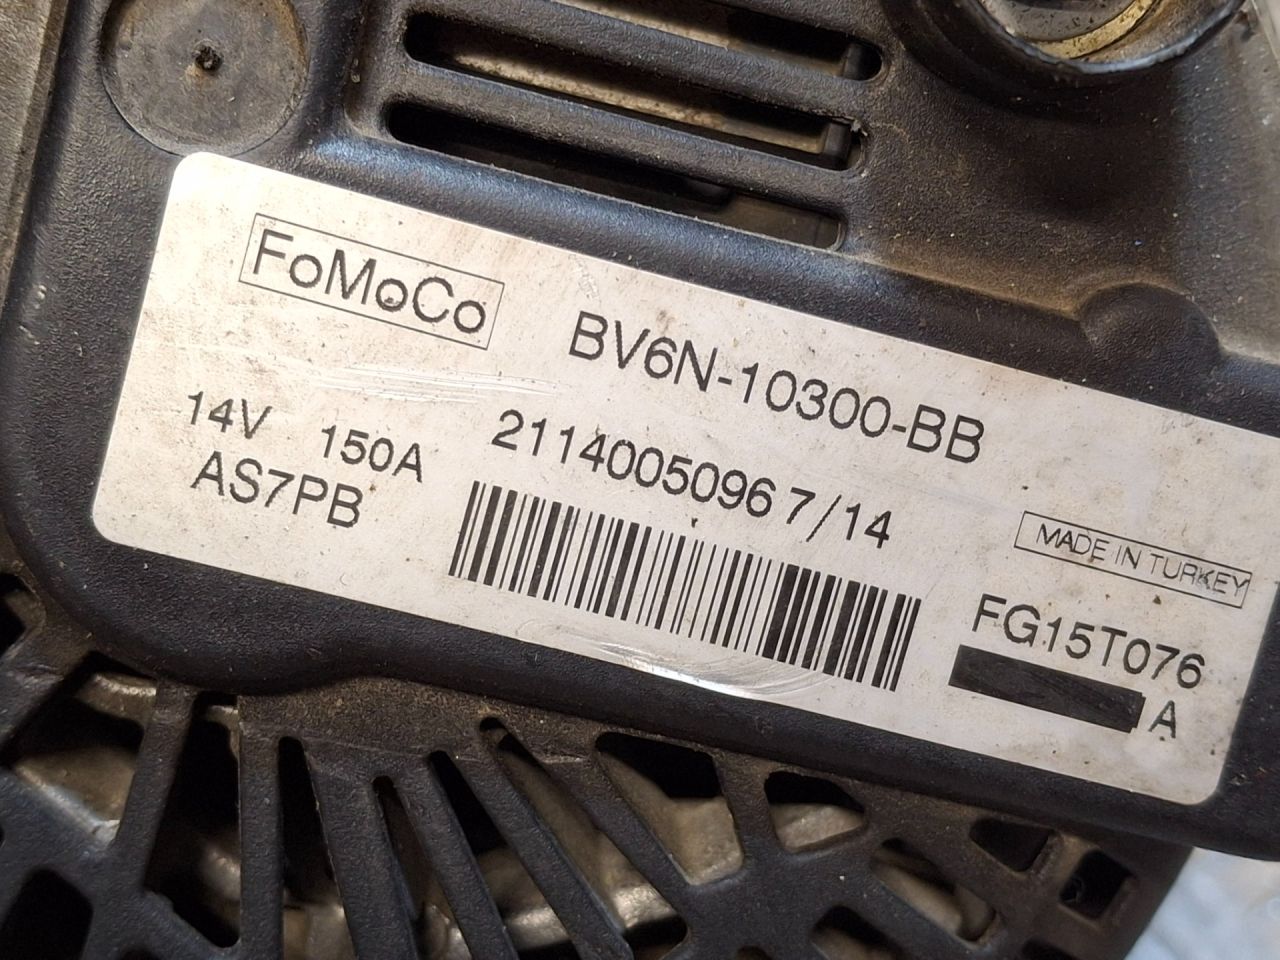 FoMoCo
BV6N-10300-BB
14V 150A
2114005096 7/14
AS7PB
MADE IN TURKEY
FG15T076
A